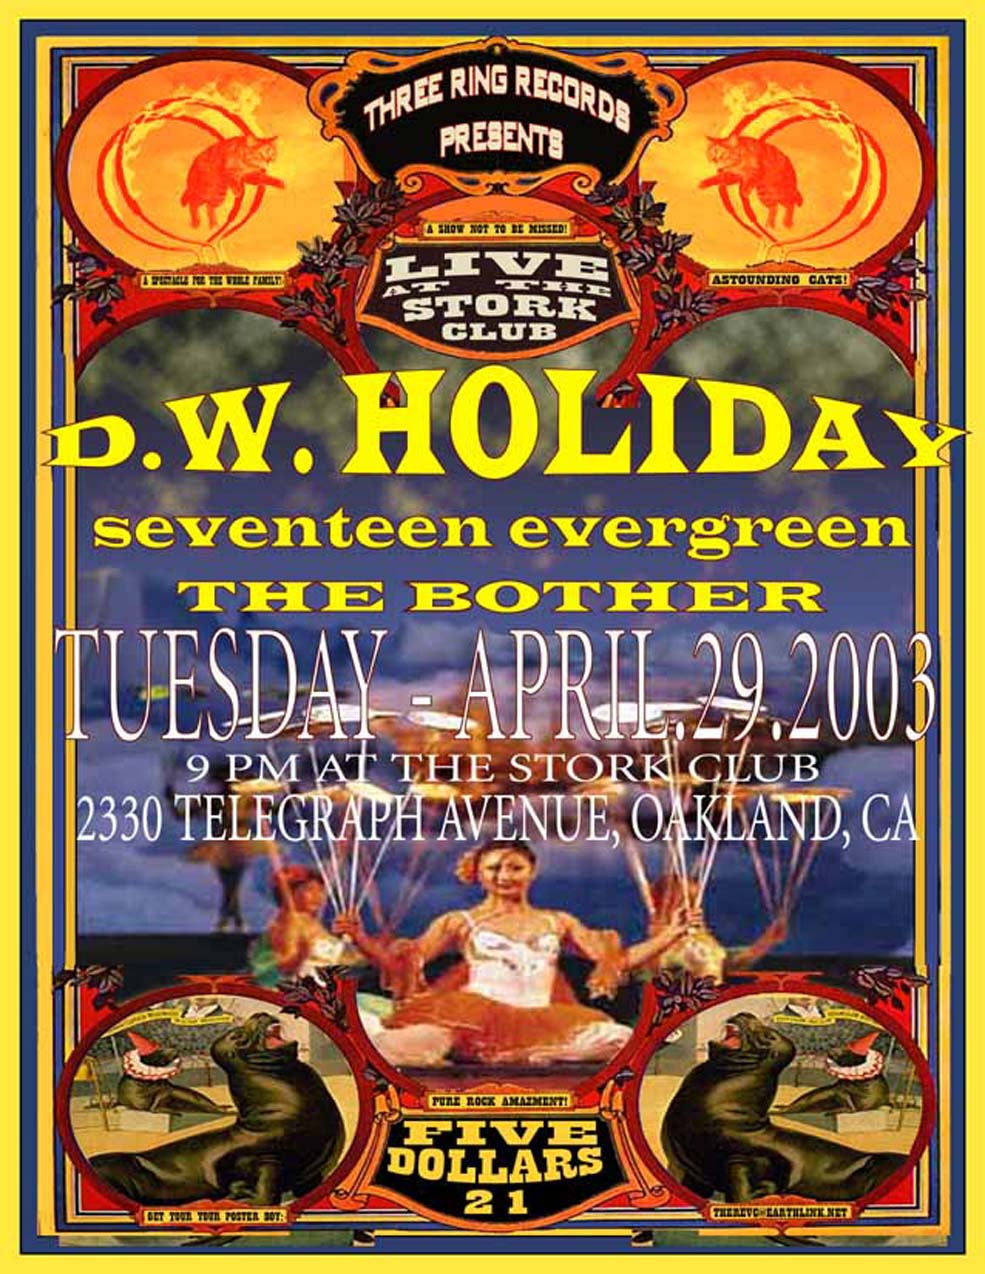 THREE RING RECORDS
PRESENTS
A SHOW NOT TO BE MISSED!
LIVE
AT THE
STORK
CLUB
A SPECTACLE FOR THE WHOLE FAMILY!
ASTOUNDING CATS!
D.W. HOLIDAY
seventeen evergreen
THE BOTHER
TUESDAY - APRIL.29.2003
9 PM AT THE STORK CLUB
2330 TELEGRAPH AVENUE, OAKLAND, CA
PURE ROCK AMAZMENT!
FIVE
DOLLARS
21
GET YOUR YOUR POSTER BOY:
THEREVG@EARTHLINK.NET